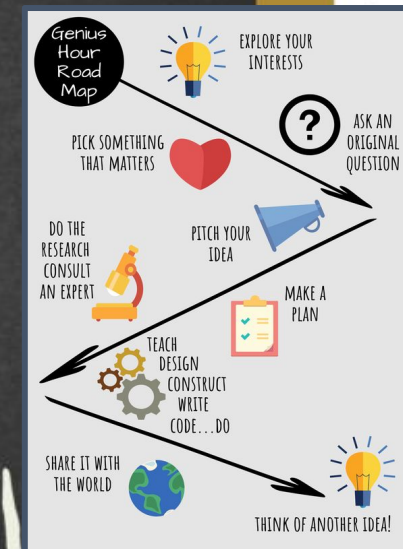 Genius
Hour
Road
Map
EXPLORE YOUR
INTERESTS
?
ASK AN
ORIGINAL
QUESTION
PICK SOMETHING
THAT MATTERS
PITCH YOUR
IDEA
DO THE
RESEARCH
CONSULT
AN EXPERT
MAKE A
PLAN
TEACH
DESIGN
CONSTRUCT
WRITE
CODE...DO
SHARE IT WITH
THE WORLD
THINK OF ANOTHER IDEA!